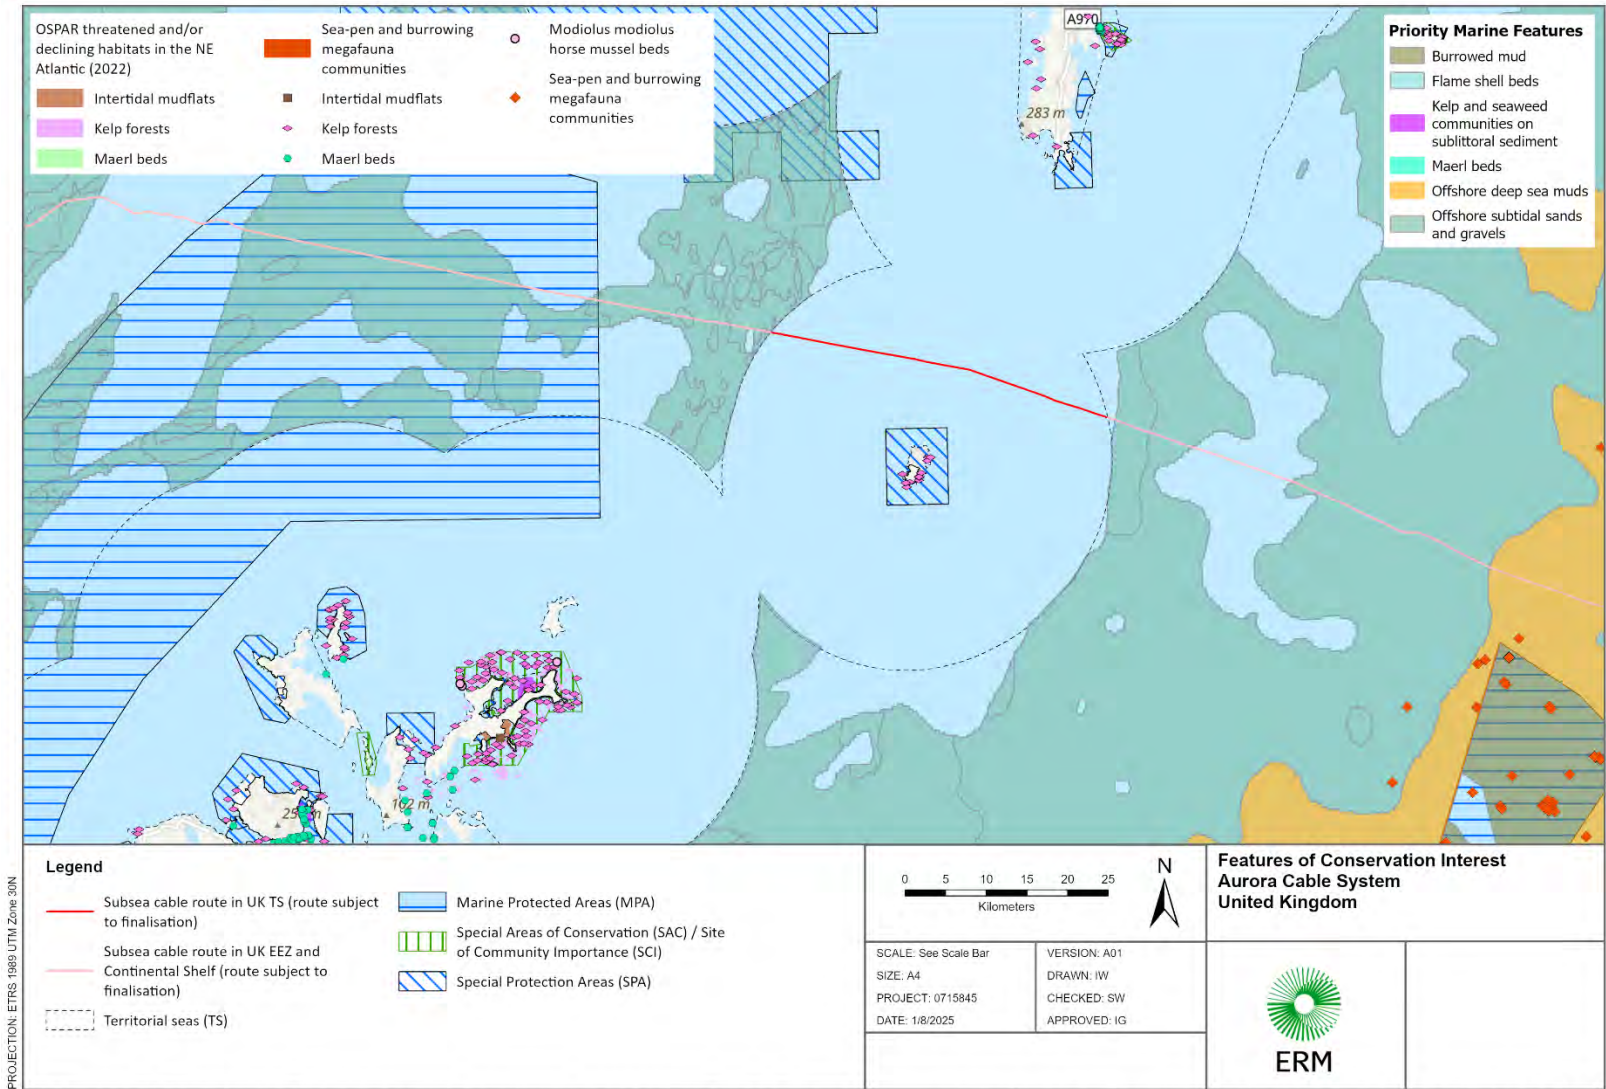 OSPAR threatened and/or
declining habitats in the NE
Atlantic (2022)
Intertidal mudflats
Kelp forests
Maerl beds
Sea-pen and burrowing
megafauna
communities
Intertidal mudflats
Kelp forests
Maerl beds
Modiolus modiolus
horse mussel beds
Sea-pen and burrowing
megafauna
communities
A970
283 m
Priority Marine Features
Burrowed mud
Flame shell beds
Kelp and seaweed
communities on
sublittoral sediment
Maerl beds
Offshore deep sea muds
Offshore subtidal sands
and gravels
102 m
PROJECTION: ETRS 1989 UTM Zone 30N
Legend
Subsea cable route in UK TS (route subject
to finalisation)
Subsea cable route in UK EEZ and
Continental Shelf (route subject to
finalisation)
Territorial seas (TS)
Marine Protected Areas (MPA)
Special Areas of Conservation (SAC) / Site
of Community Importance (SCI)
Special Protection Areas (SPA)
0 5 10 15 20 25
Kilometers
N
SCALE: See Scale Bar
SIZE: A4
PROJECT: 0715845
DATE: 1/8/2025
VERSION: A01
DRAWN: IW
CHECKED: SW
APPROVED: IG
Features of Conservation Interest
Aurora Cable System
United Kingdom
ERM